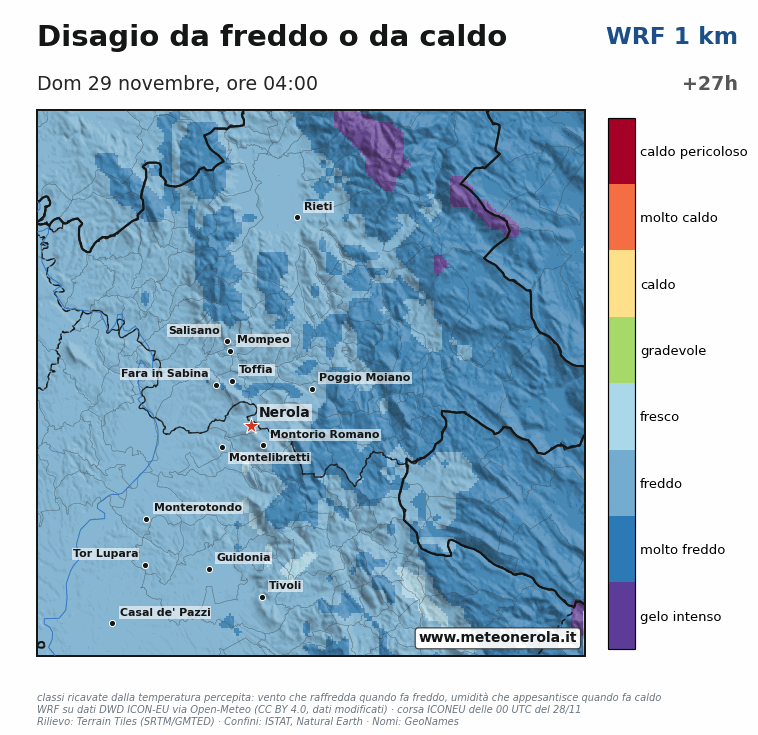 Disagio da freddo o da caldo
WRF 1 km
Dom 29 novembre, ore 04:00
+27h
caldo pericoloso
molto caldo
caldo
gradevole
fresco
freddo
molto freddo
gelo intenso
Rieti
Salisano
Mompeo
Toffia
Fara in Sabina
Poggio Moiano
Nerola
Montorio Romano
Montelibretti
Monterotondo
Tor Lupara
Guidonia
Tivoli
Casal de' Pazzi
www.meteonerola.it
classi ricavate dalla temperatura percepita: vento che raffredda quando fa freddo, umidità che appesantisce quando fa caldo
WRF su dati DWD ICON-EU via Open-Meteo (CC BY 4.0, dati modificati) · corsa ICONEU delle 00 UTC del 28/11
Rilievo: Terrain Tiles (SRTM/GMTED) · Confini: ISTAT, Natural Earth · Nomi: GeoNames